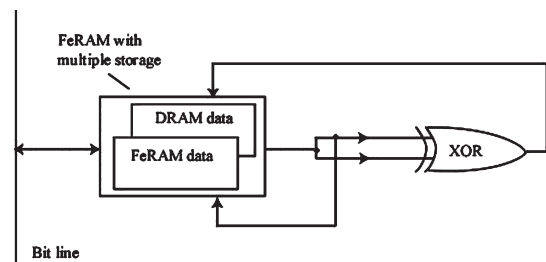 FeRAM with
multiple storage
DRAM data
FeRAM data
XOR
Bit line